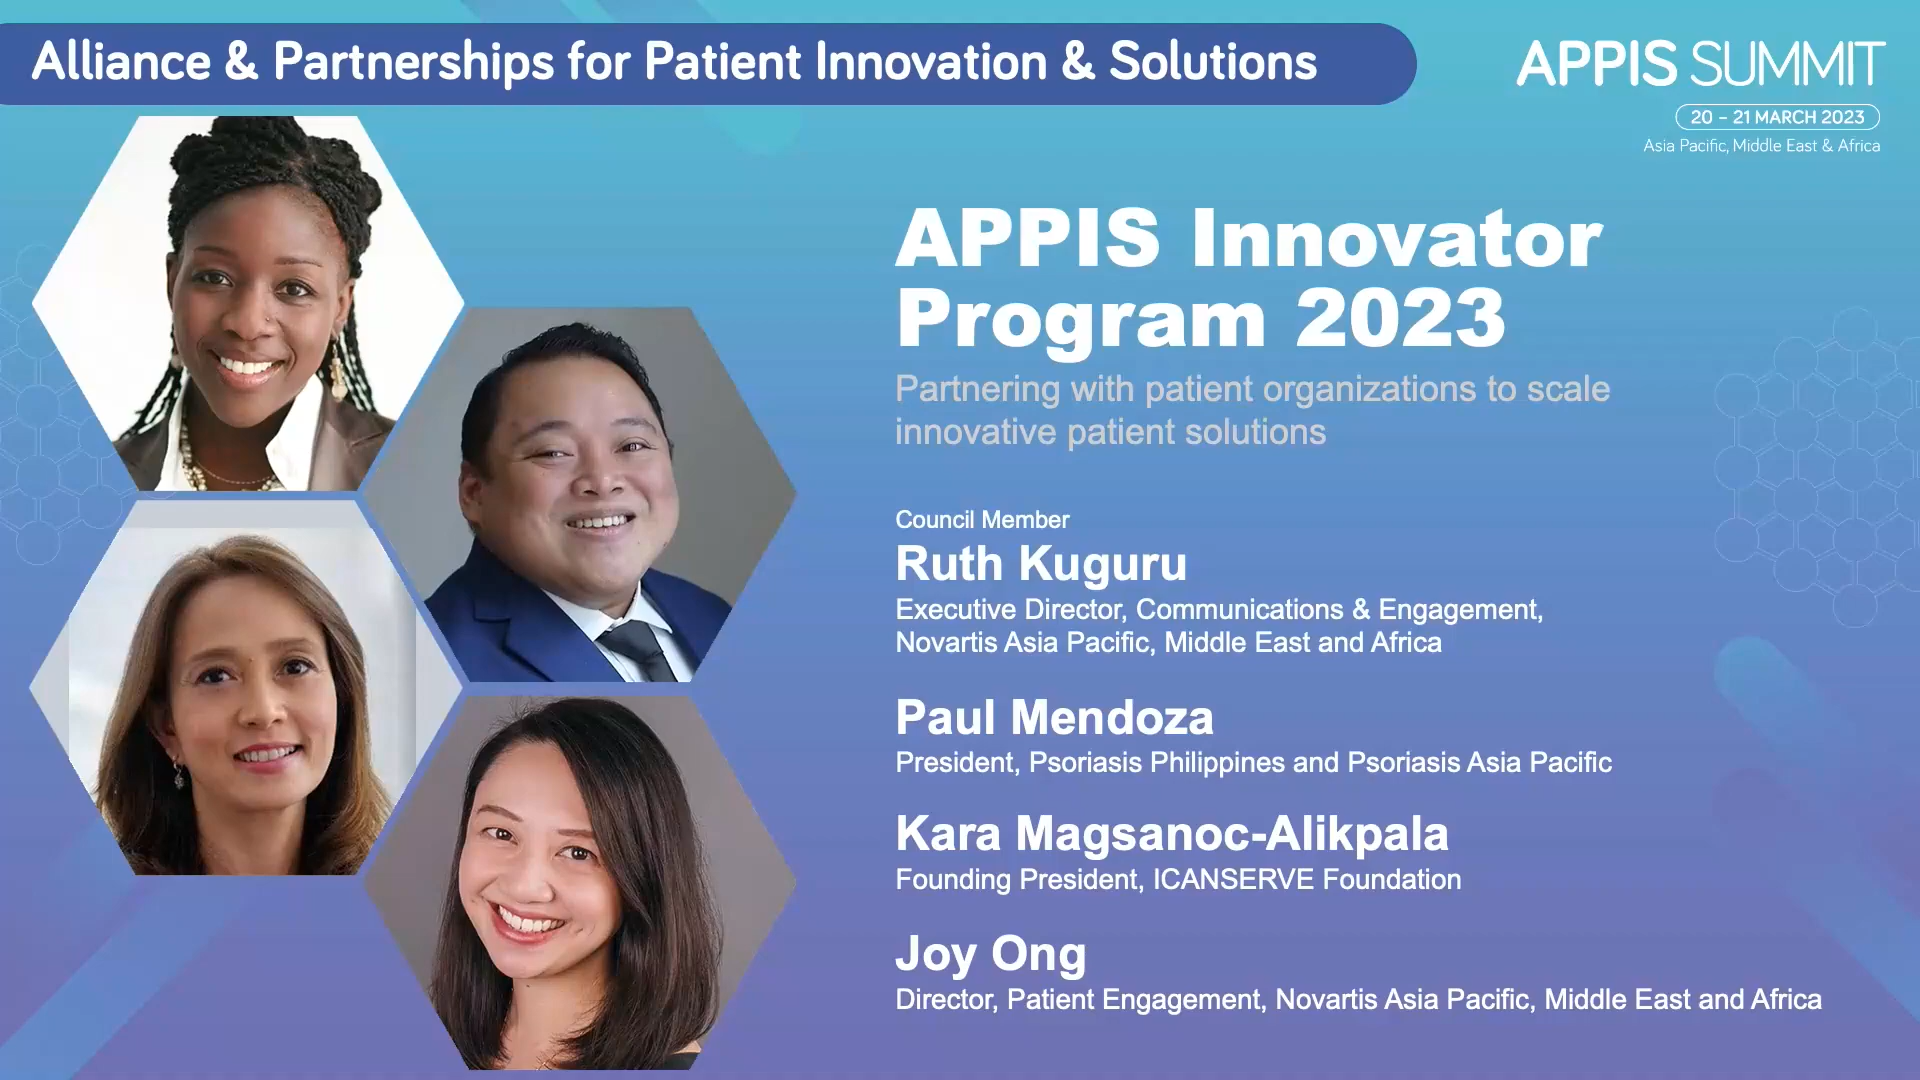 Alliance & Partnerships for Patient Innovation & Solutions
APPIS SUMMIT
20 – 21 MARCH 2023
Asia Pacific, Middle East & Africa
APPIS Innovator
Program 2023
Partnering with patient organizations to scale
innovative patient solutions
Council Member
Ruth Kuguru
Executive Director, Communications & Engagement,
Novartis Asia Pacific, Middle East and Africa
Paul Mendoza
President, Psoriasis Philippines and Psoriasis Asia Pacific
Kara Magsanoc-Alikpala
Founding President, ICANSERVE Foundation
Joy Ong
Director, Patient Engagement, Novartis Asia Pacific, Middle East and Africa